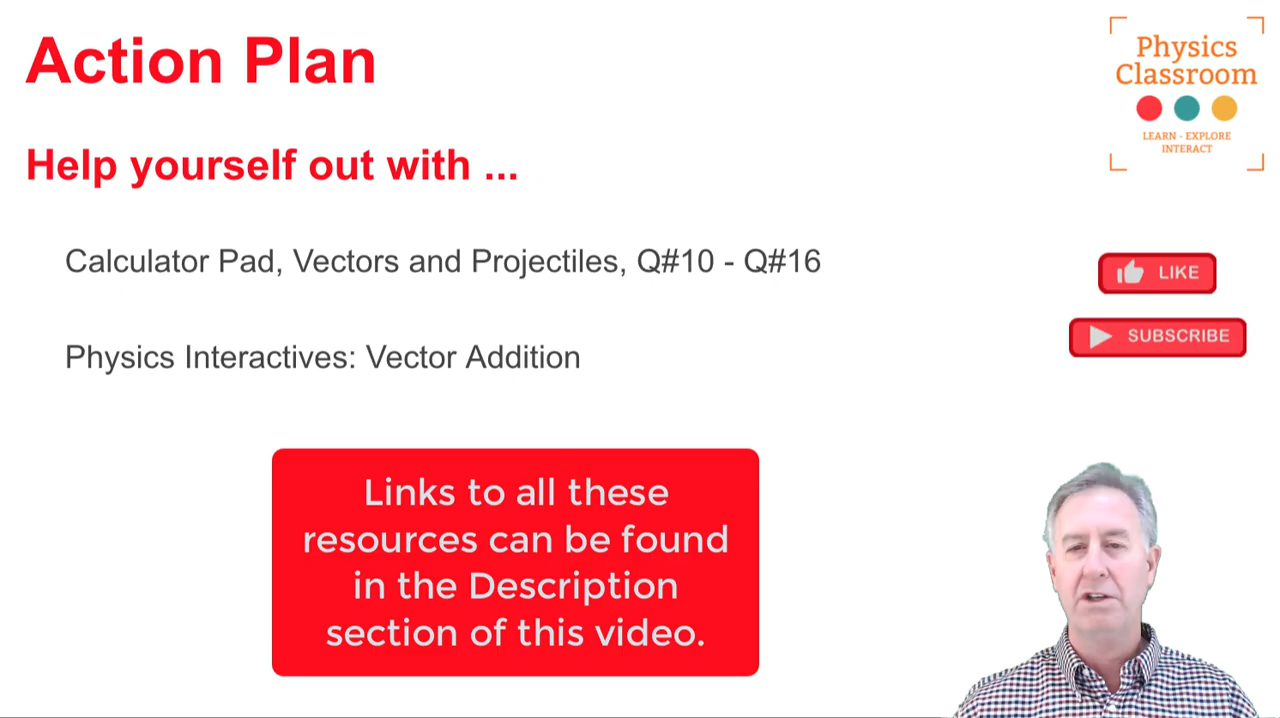 Action Plan
Physics
Classroom
LEARN - EXPLORE
INTERACT
Help yourself out with ...
Calculator Pad, Vectors and Projectiles, Q#10 - Q#16
LIKE
SUBSCRIBE
Physics Interactives: Vector Addition
Links to all these
resources can be found
in the Description
section of this video.